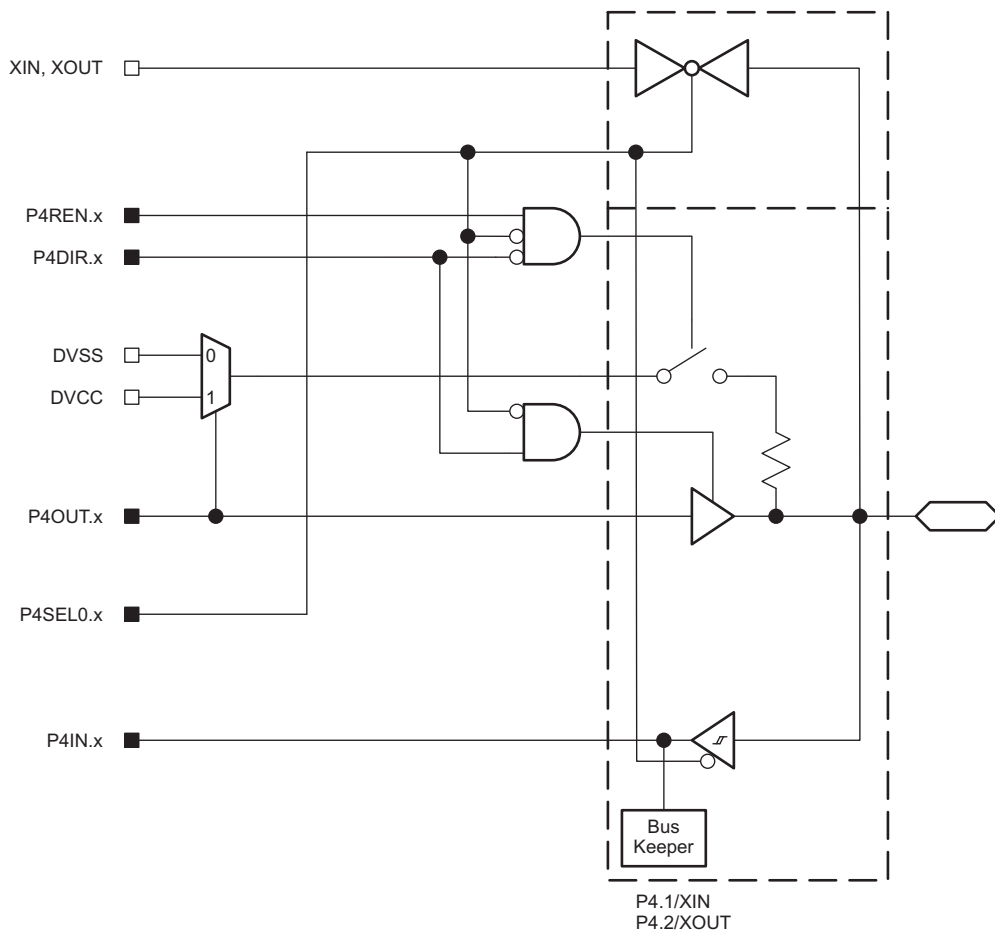 XIN, XOUT
P4REN.x
P4DIR.x
DVSS
0
DVCC
1
P4OUT.x
P4SEL0.x
P4IN.x
Bus
Keeper
P4.1/XIN
P4.2/XOUT